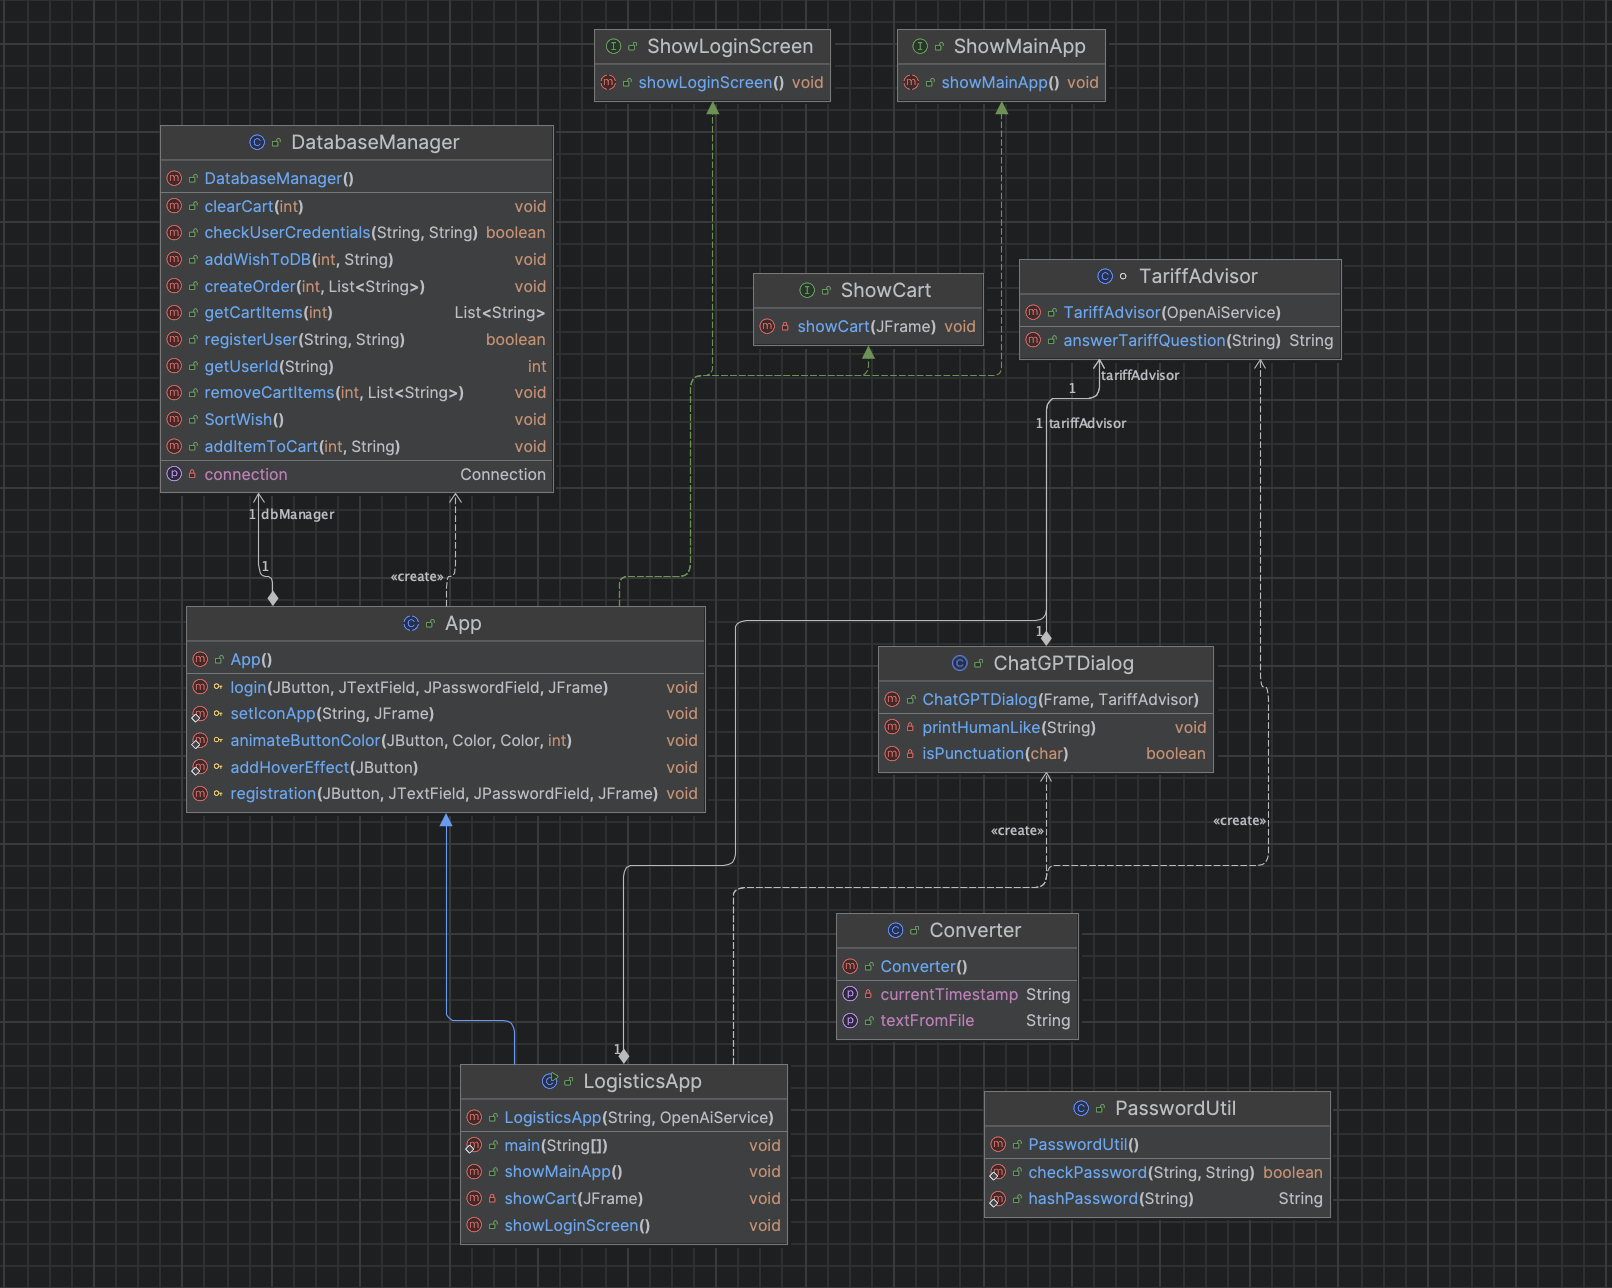 ShowLoginScreen
showLoginScreen() void
ShowMainApp
showMainApp() void
DatabaseManager
DatabaseManager()
clearCart(int) void
checkUserCredentials(String, String) boolean
addWishToDB(int, String) void
createOrder(int, List<String>) void
getCartItems(int) List<String>
registerUser(String, String) boolean
getUserId(String) int
removeCartItems(int, List<String>) void
SortWish() void
addItemToCart(int, String) void
connection Connection
ShowCart
showCart(JFrame) void
TariffAdvisor
TariffAdvisor(OpenAiService)
answerTariffQuestion(String) String
tariffAdvisor
1
1 tariffAdvisor
1 dbManager
1
«create»
App
App()
login(JButton, JTextField, JPasswordField, JFrame) void
setIconApp(String, JFrame) void
animateButtonColor(JButton, Color, Color, int) void
addHoverEffect(JButton) void
registration(JButton, JTextField, JPasswordField, JFrame) void
1
ChatGPTDialog
ChatGPTDialog(Frame, TariffAdvisor)
printHumanLike(String) void
isPunctuation(char) boolean
«create»
«create»
Converter
Converter()
currentTimestamp String
textFromFile String
1
LogisticsApp
LogisticsApp(String, OpenAiService)
main(String[]) void
showMainApp() void
showCart(JFrame) void
showLoginScreen() void
PasswordUtil
PasswordUtil()
checkPassword(String, String) boolean
hashPassword(String) String